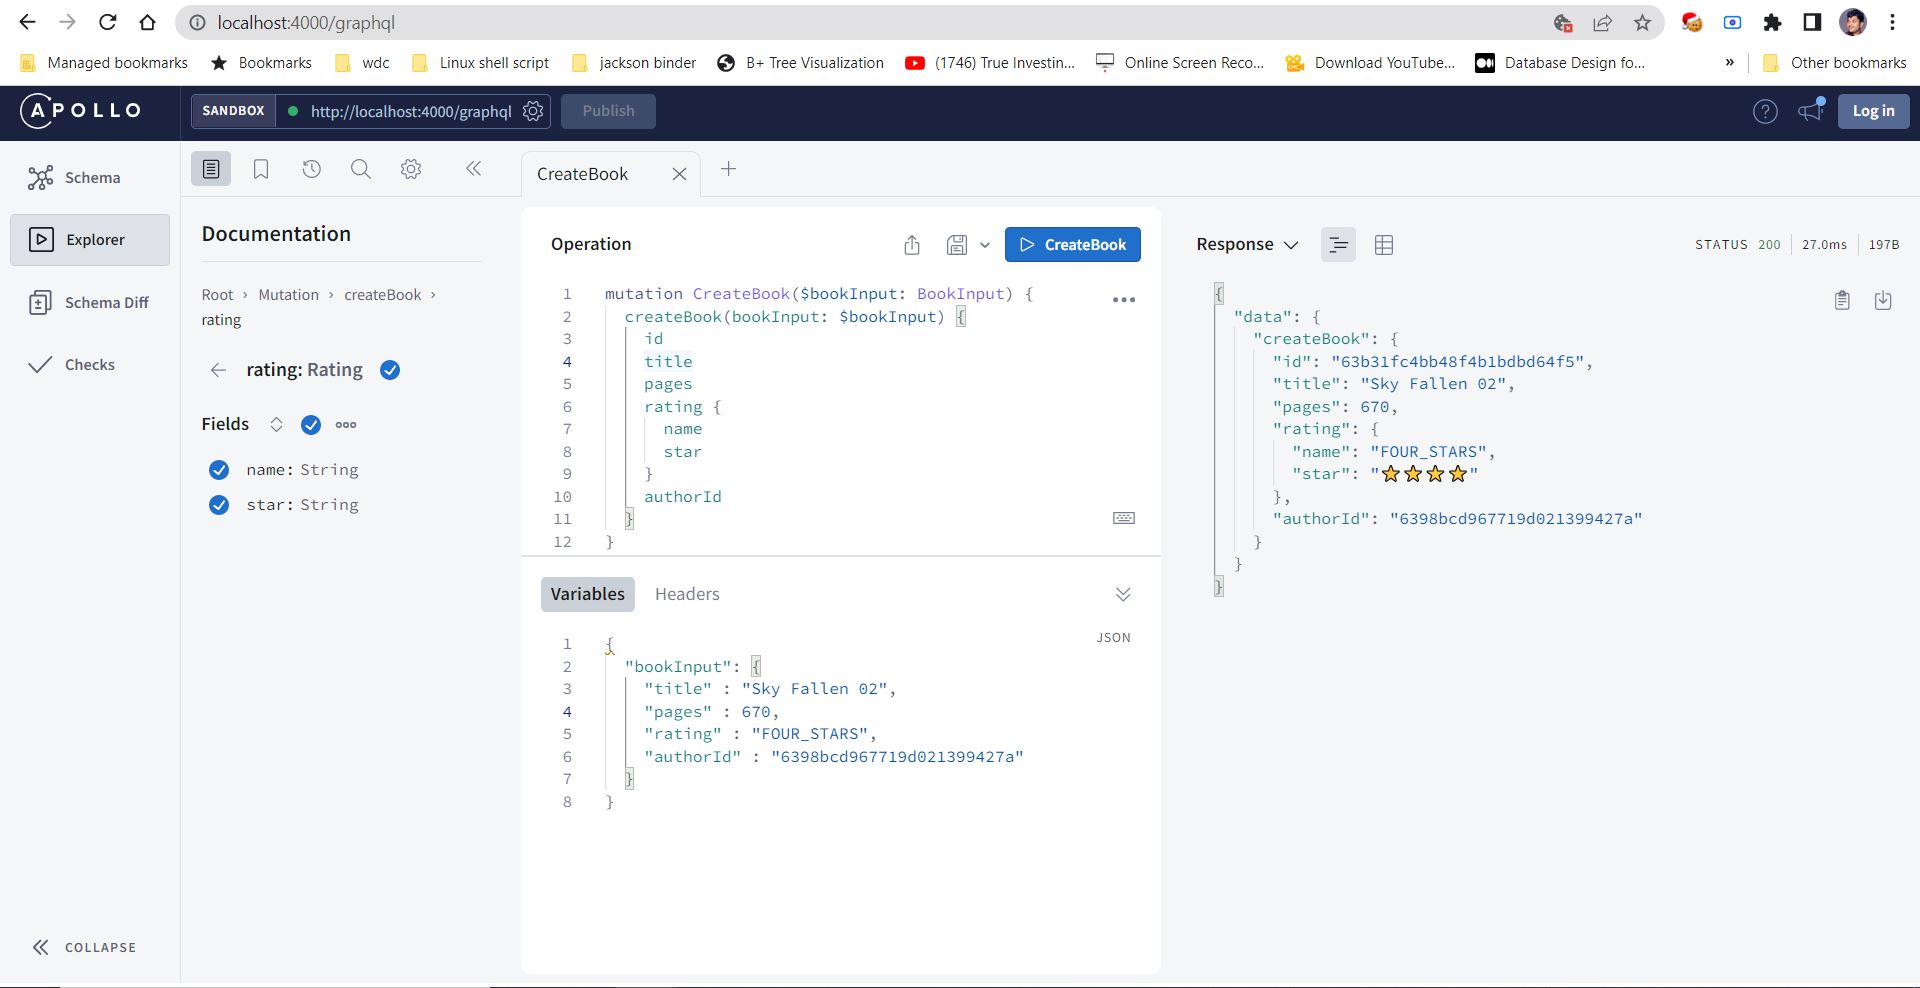 localhost:4000/graphql
Managed bookmarks
Bookmarks
wdc
Linux shell script
jackson binder
B+ Tree Visualization
(1746) True Investin...
Online Screen Reco...
Download YouTube...
Database Design fo...
»
Other bookmarks
APOLLO
SANDBOX
http://localhost:4000/graphql
Publish
Log in
Schema
Explorer
Schema Diff
Checks
COLLAPSE
CreateBook
Documentation
Root › Mutation › createBook ›
rating
rating: Rating
Fields
name: String
star: String
Operation
CreateBook
1 mutation CreateBook($bookInput: BookInput) {
2 createBook(bookInput: $bookInput) {
3 id
4 title
5 pages
6 rating {
7 name
8 star
9 }
10 authorId
11 }
12 }
Variables
Headers
JSON
1 {
2 "bookInput": {
3 "title" : "Sky Fallen 02",
4 "pages" : 670,
5 "rating" : "FOUR_STARS",
6 "authorId" : "6398bcd967719d021399427a"
7 }
8 }
Response
STATUS 200
27.0ms
197B
{
"data": {
"createBook": {
"id": "63b31fc4bb48f4b1bdbd64f5",
"title": "Sky Fallen 02",
"pages": 670,
"rating": {
"name": "FOUR_STARS",
"star": "⭐⭐⭐⭐"
},
"authorId": "6398bcd967719d021399427a"
}
}
}